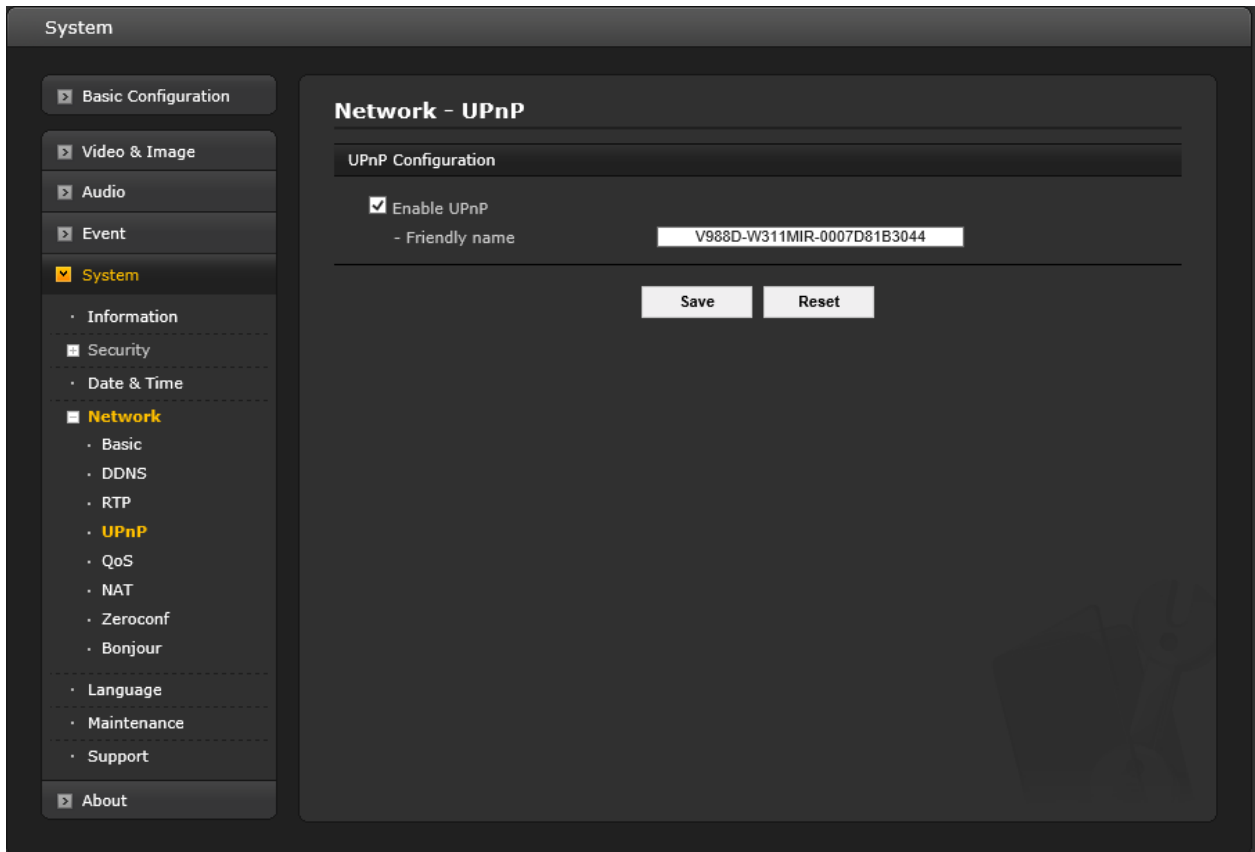 System
Basic Configuration
Video & Image
Audio
Event
System
· Information
Security
· Date & Time
Network
· Basic
· DDNS
· RTP
· UPnP
· QoS
· NAT
· Zeroconf
· Bonjour
· Language
· Maintenance
· Support
About
Network - UPnP
UPnP Configuration
Enable UPnP
- Friendly name V988D-W311MIR-0007D81B3044
Save Reset